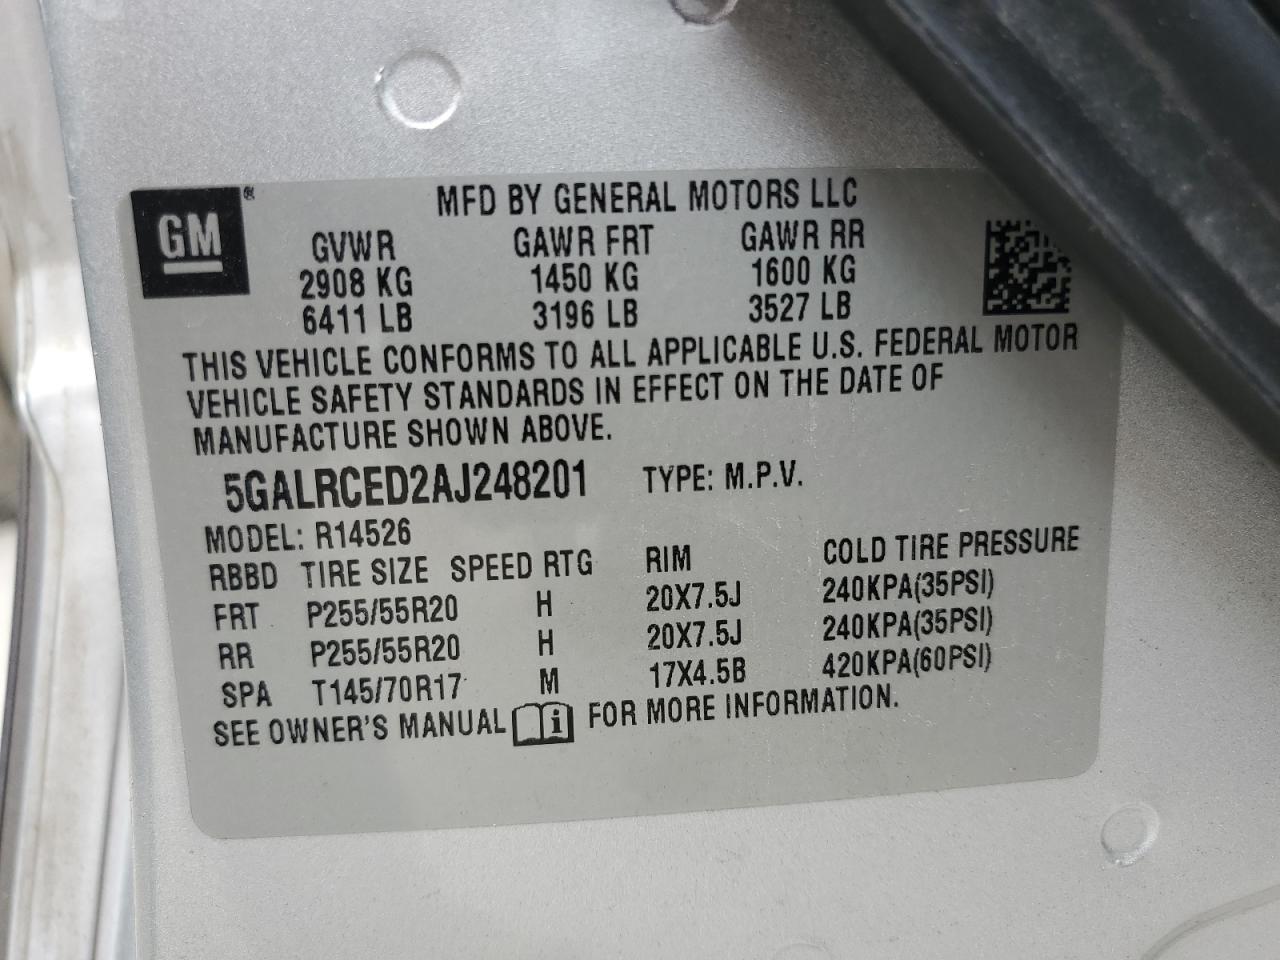 GM ®
MFD BY GENERAL MOTORS LLC
GVWR GAWR FRT GAWR RR
2908 KG 1450 KG 1600 KG
6411 LB 3196 LB 3527 LB
THIS VEHICLE CONFORMS TO ALL APPLICABLE U.S. FEDERAL MOTOR
VEHICLE SAFETY STANDARDS IN EFFECT ON THE DATE OF
MANUFACTURE SHOWN ABOVE.
5GALRCED2AJ248201 TYPE: M.P.V.
MODEL: R14526
RBBD TIRE SIZE SPEED RTG RIM COLD TIRE PRESSURE
FRT P255/55R20 H 20X7.5J 240KPA(35PSI)
RR P255/55R20 H 20X7.5J 240KPA(35PSI)
SPA T145/70R17 M 17X4.5B 420KPA(60PSI)
SEE OWNER'S MANUAL i FOR MORE INFORMATION.